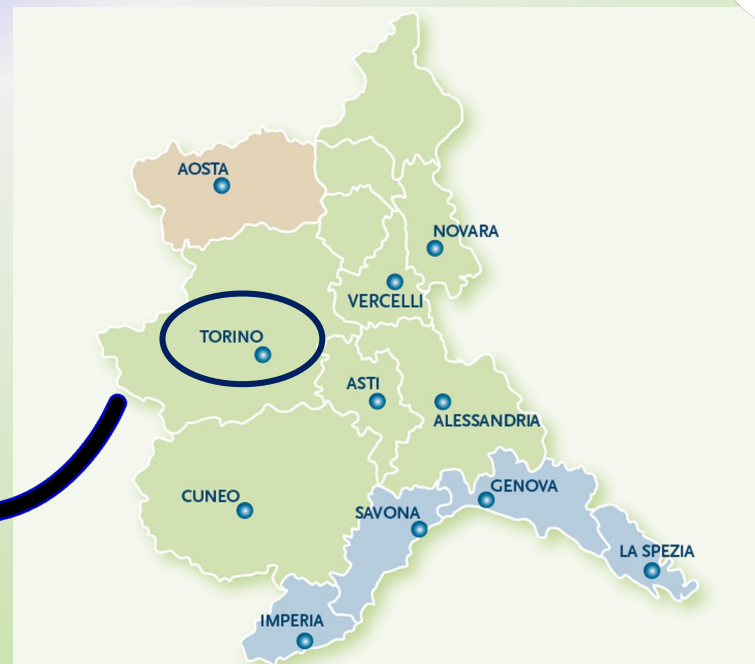 AOSTA
NOVARA
VERCELLI
TORINO
ASTI
ALESSANDRIA
CUNEO
GENOVA
SAVONA
LA SPEZIA
IMPERIA